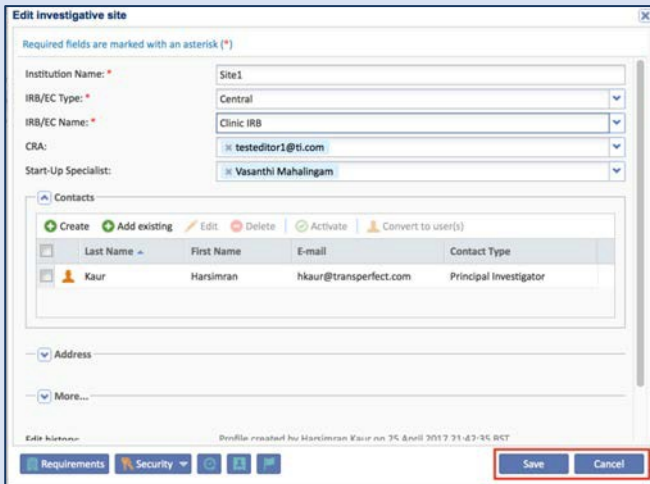 Edit investigative site
Required fields are marked with an asterisk (*)
Institution Name: * Site1
IRB/EC Type: * Central
IRB/EC Name: * Clinic IRB
CRA: testeditor1@ti.com
Start-Up Specialist: Vasanthi Mahalingam
Contacts
Create Add existing Edit Delete Activate Convert to user(s)
Last Name First Name E-mail Contact Type
Kaur Harsimran hkaur@transperfect.com Principal Investigator
Address
More...
Edit history: Profile created by Harsimran Kaur on 25 April 2017 21:42:35 BST
Requirements Security Save Cancel